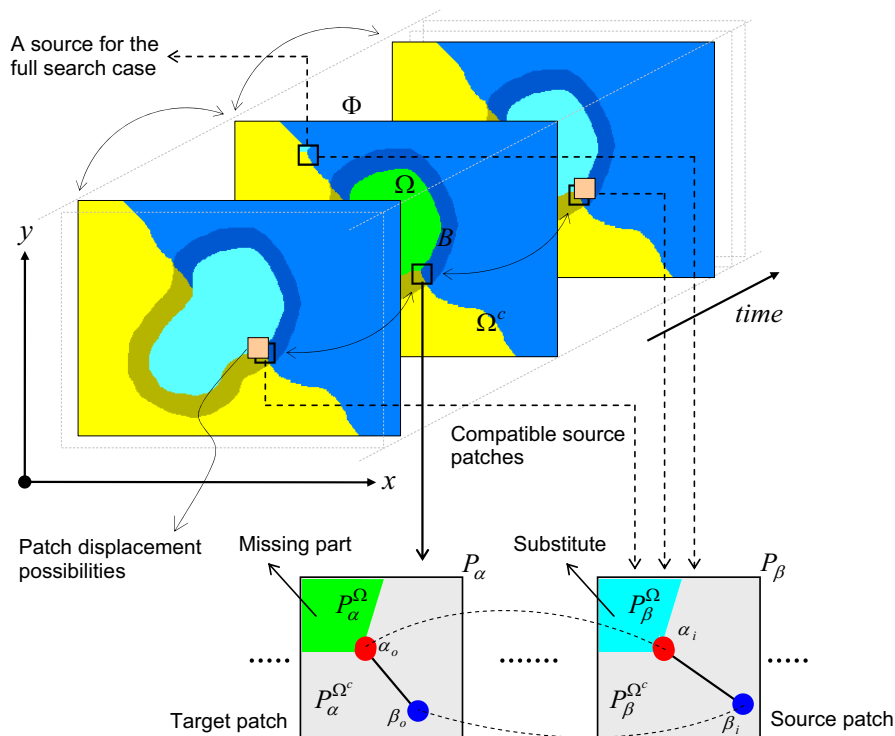 A source for the
full search case
Φ
Ω
y
B
Ω^c
time
Compatible source
patches
x
Patch displacement
possibilities
Missing part
P_α
Substitute
P_β
P_α^Ω
P_β^Ω
α_o
α_i
P_α^{Ω^c}
P_β^{Ω^c}
β_o
β_i
Target patch
Source patch